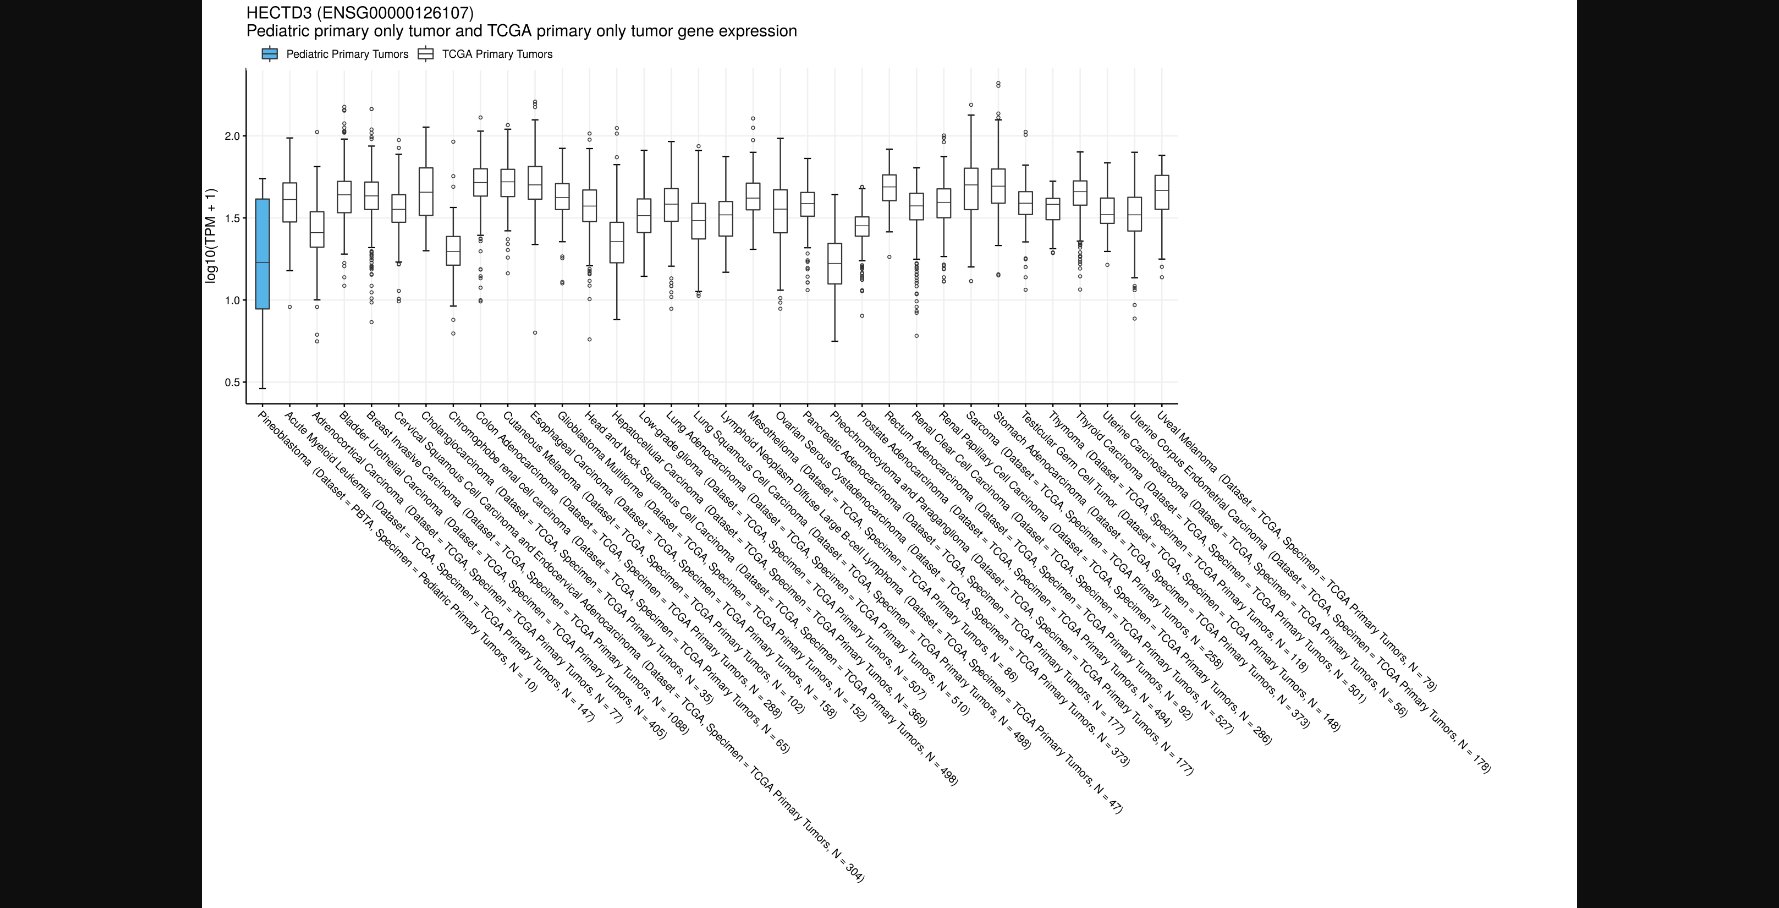 HECTD3 (ENSG00000126107)
Pediatric primary only tumor and TCGA primary only tumor gene expression
Pediatric Primary Tumors
TCGA Primary Tumors
log10(TPM + 1)
2.0
1.5
1.0
0.5
Pineoblastoma (Dataset = PBTA, Specimen = Pediatric Primary Tumors, N = 10)
Acute Myeloid Leukemia (Dataset = TCGA, Specimen = TCGA Primary Tumors, N = 147)
Adrenocortical Carcinoma (Dataset = TCGA, Specimen = TCGA Primary Tumors, N = 77)
Bladder Urothelial Carcinoma (Dataset = TCGA, Specimen = TCGA Primary Tumors, N = 405)
Breast Invasive Carcinoma (Dataset = TCGA, Specimen = TCGA Primary Tumors, N = 1088)
Cervical Squamous Cell Carcinoma and Endocervical Adenocarcinoma (Dataset = TCGA, Specimen = TCGA Primary Tumors, N = 304)
Cholangiocarcinoma (Dataset = TCGA, Specimen = TCGA Primary Tumors, N = 35)
Chromophobe renal cell carcinoma (Dataset = TCGA, Specimen = TCGA Primary Tumors, N = 65)
Colon Adenocarcinoma (Dataset = TCGA, Specimen = TCGA Primary Tumors, N = 288)
Cutaneous Melanoma (Dataset = TCGA, Specimen = TCGA Primary Tumors, N = 102)
Esophageal Carcinoma (Dataset = TCGA, Specimen = TCGA Primary Tumors, N = 158)
Glioblastoma Multiforme (Dataset = TCGA, Specimen = TCGA Primary Tumors, N = 152)
Head and Neck Squamous Cell Carcinoma (Dataset = TCGA, Specimen = TCGA Primary Tumors, N = 498)
Hepatocellular Carcinoma (Dataset = TCGA, Specimen = TCGA Primary Tumors, N = 369)
Low-grade glioma (Dataset = TCGA, Specimen = TCGA Primary Tumors, N = 507)
Lung Adenocarcinoma (Dataset = TCGA, Specimen = TCGA Primary Tumors, N = 510)
Lung Squamous Cell Carcinoma (Dataset = TCGA, Specimen = TCGA Primary Tumors, N = 498)
Lymphoid Neoplasm Diffuse Large B-cell Lymphoma (Dataset = TCGA, Specimen = TCGA Primary Tumors, N = 47)
Mesothelioma (Dataset = TCGA, Specimen = TCGA Primary Tumors, N = 86)
Ovarian Serous Cystadenocarcinoma (Dataset = TCGA, Specimen = TCGA Primary Tumors, N = 373)
Pancreatic Adenocarcinoma (Dataset = TCGA, Specimen = TCGA Primary Tumors, N = 177)
Pheochromocytoma and Paraganglioma (Dataset = TCGA, Specimen = TCGA Primary Tumors, N = 177)
Prostate Adenocarcinoma (Dataset = TCGA, Specimen = TCGA Primary Tumors, N = 494)
Rectum Adenocarcinoma (Dataset = TCGA, Specimen = TCGA Primary Tumors, N = 92)
Renal Clear Cell Carcinoma (Dataset = TCGA, Specimen = TCGA Primary Tumors, N = 527)
Renal Papillary Cell Carcinoma (Dataset = TCGA, Specimen = TCGA Primary Tumors, N = 286)
Sarcoma (Dataset = TCGA, Specimen = TCGA Primary Tumors, N = 258)
Stomach Adenocarcinoma (Dataset = TCGA, Specimen = TCGA Primary Tumors, N = 373)
Testicular Germ Cell Tumor (Dataset = TCGA, Specimen = TCGA Primary Tumors, N = 148)
Thymoma (Dataset = TCGA, Specimen = TCGA Primary Tumors, N = 118)
Thyroid Carcinoma (Dataset = TCGA, Specimen = TCGA Primary Tumors, N = 501)
Uterine Carcinosarcoma (Dataset = TCGA, Specimen = TCGA Primary Tumors, N = 56)
Uterine Corpus Endometrial Carcinoma (Dataset = TCGA, Specimen = TCGA Primary Tumors, N = 178)
Uveal Melanoma (Dataset = TCGA, Specimen = TCGA Primary Tumors, N = 79)